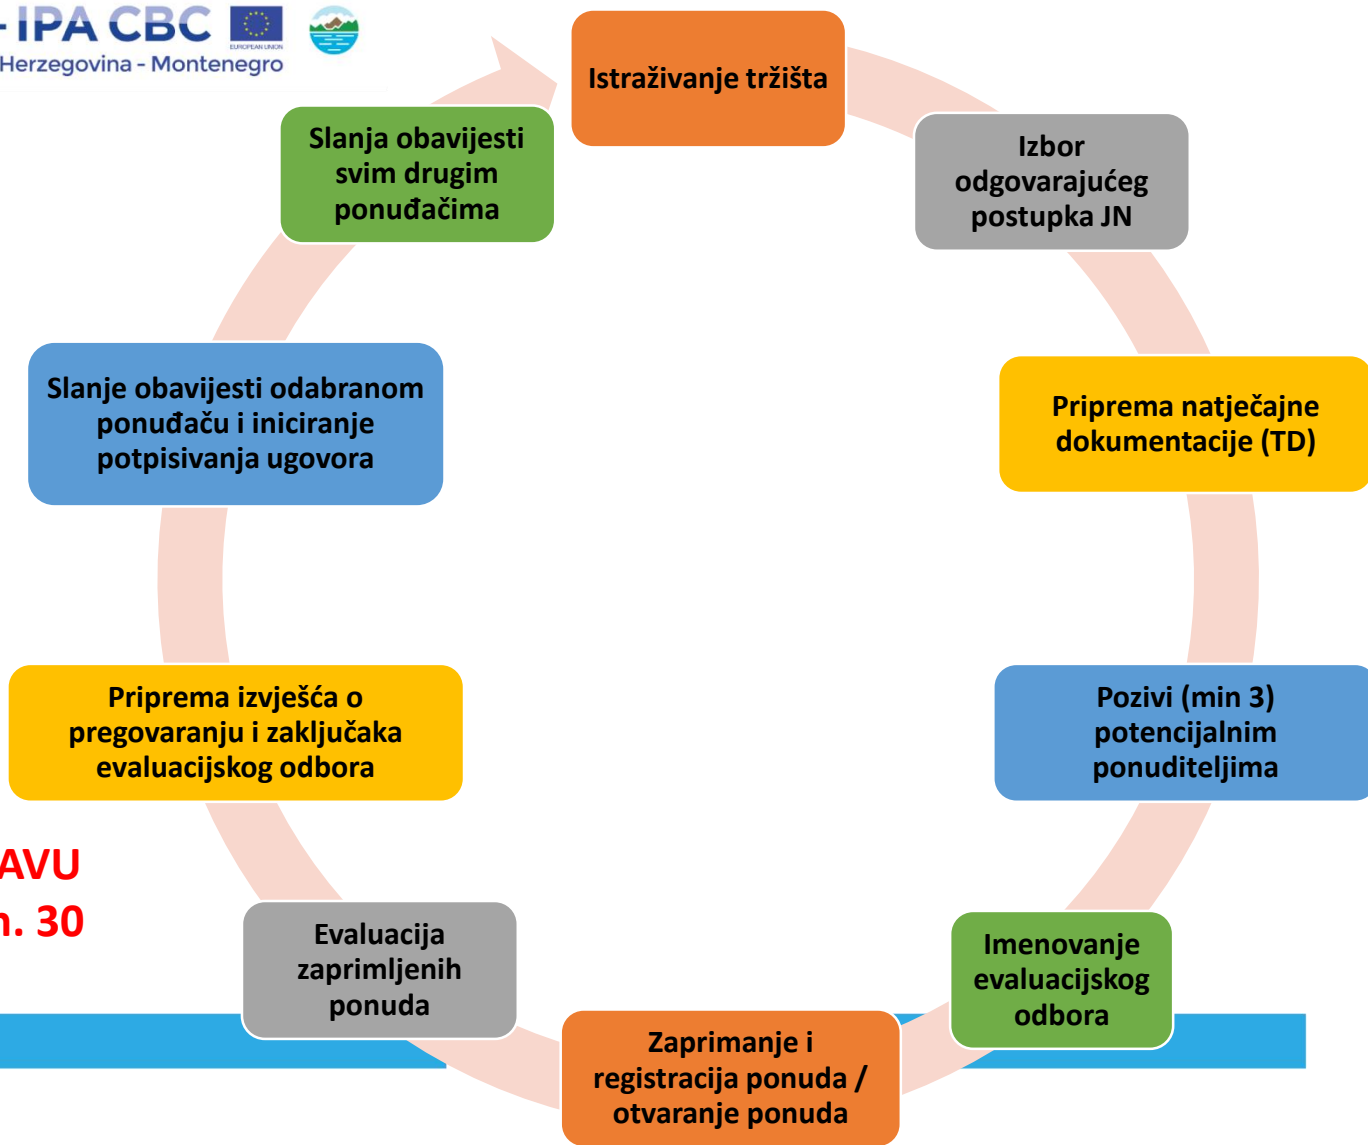 - IPA CBC
EUROPEAN UNION
Herzegovina - Montenegro
Istraživanje tržišta
Izbor
odgovarajućeg
postupka JN
Priprema natječajne
dokumentacije (TD)
Pozivi (min 3)
potencijalnim
ponuditeljima
Imenovanje
evaluacijskog
odbora
Zaprimanje i
registracija ponuda /
otvaranje ponuda
Evaluacija
zaprimljenih
ponuda
Priprema izvješća o
pregovaranju i zaključaka
evaluacijskog odbora
Slanje obavijesti odabranom
ponuđaču i iniciranje
potpisivanja ugovora
Slanja obavijesti
svim drugim
ponuđačima
AVU
n. 30